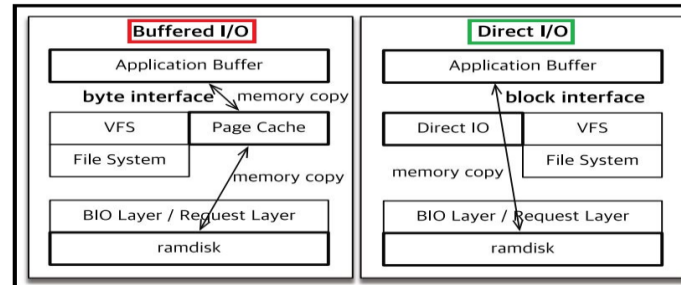 Buffered I/O
Application Buffer
byte interface
memory copy
VFS
Page Cache
File System
memory copy
BIO Layer / Request Layer
ramdisk
Direct I/O
Application Buffer
block interface
Direct IO
VFS
File System
memory copy
BIO Layer / Request Layer
ramdisk